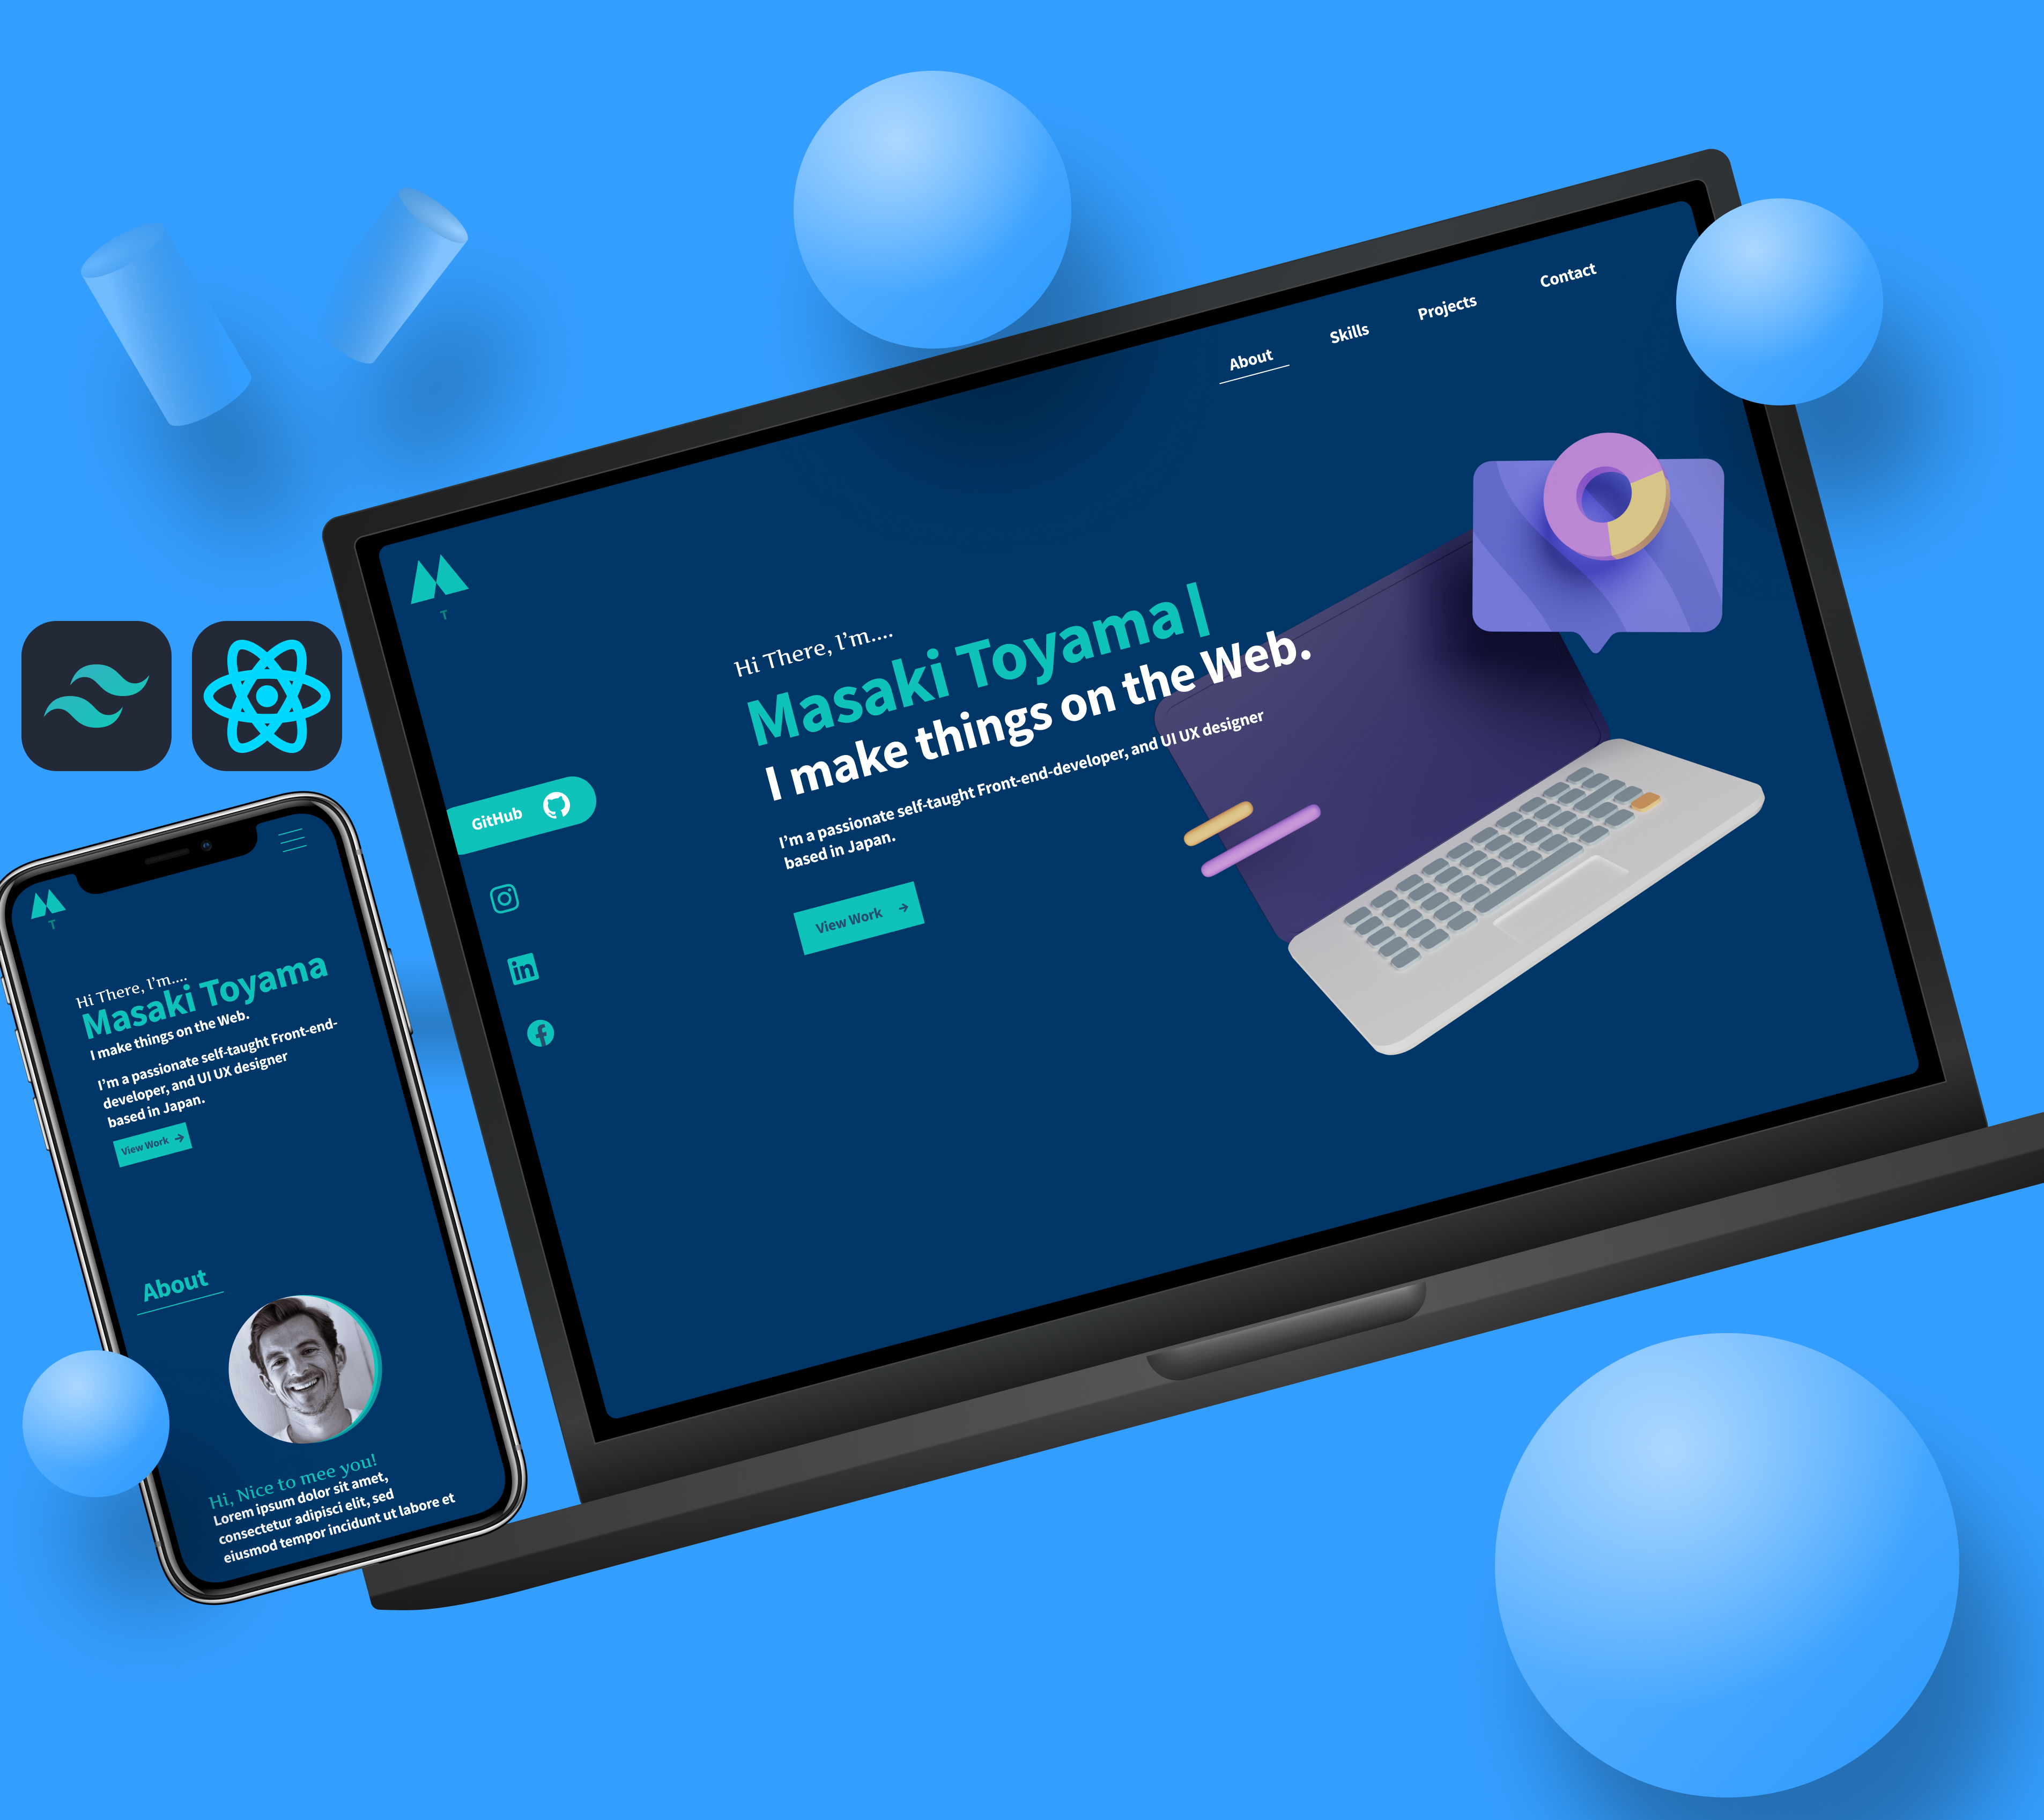 About
Skills
Projects
Contact
T
Hi There, I'm....
Masaki Toyama|
I make things on the Web.
I'm a passionate self-taught Front-end-developer, and UI UX designer
based in Japan.
View Work
GitHub
in
T
Hi There, I'm....
Masaki Toyama
I make things on the Web.
I'm a passionate self-taught Front-end-
developer, and UI UX designer
based in Japan.
View Work
About
Hi, Nice to mee you!
Lorem ipsum dolor sit amet,
consectetur adipisci elit, sed
eiusmod tempor incidunt ut labore et